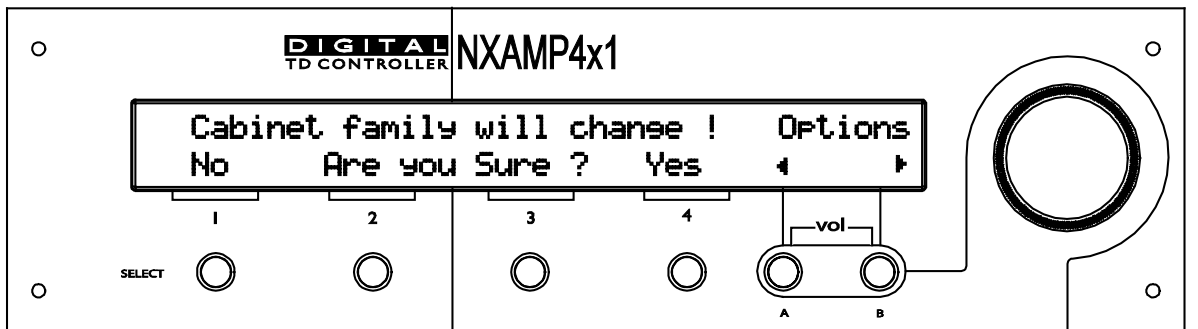 DIGITAL
TD CONTROLLER
NXAMP4x1
Cabinet family will change ! Options
No Are you Sure ? Yes
1 2 3 4
vol
SELECT
A B